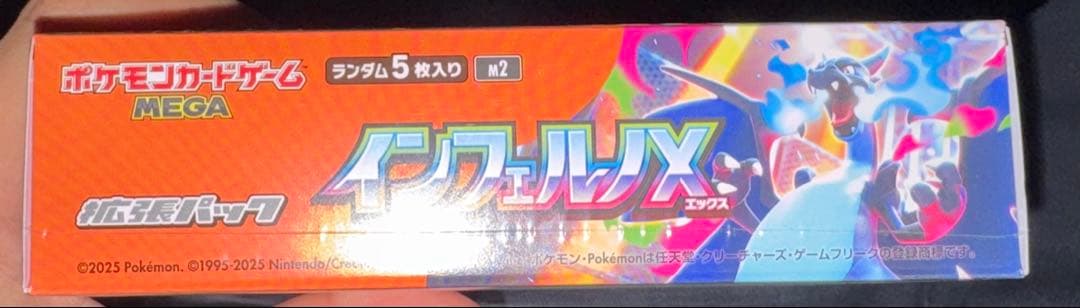 ポケモンカードゲーム
MEGA
ランダム5枚入り M2
インフェルノX
エックス
拡張パック
©2025 Pokémon. ©1995-2025 Nintendo/Cre
ポケモン・Pokémonは任天堂・クリーチャーズ・ゲームフリークの登録商標です。